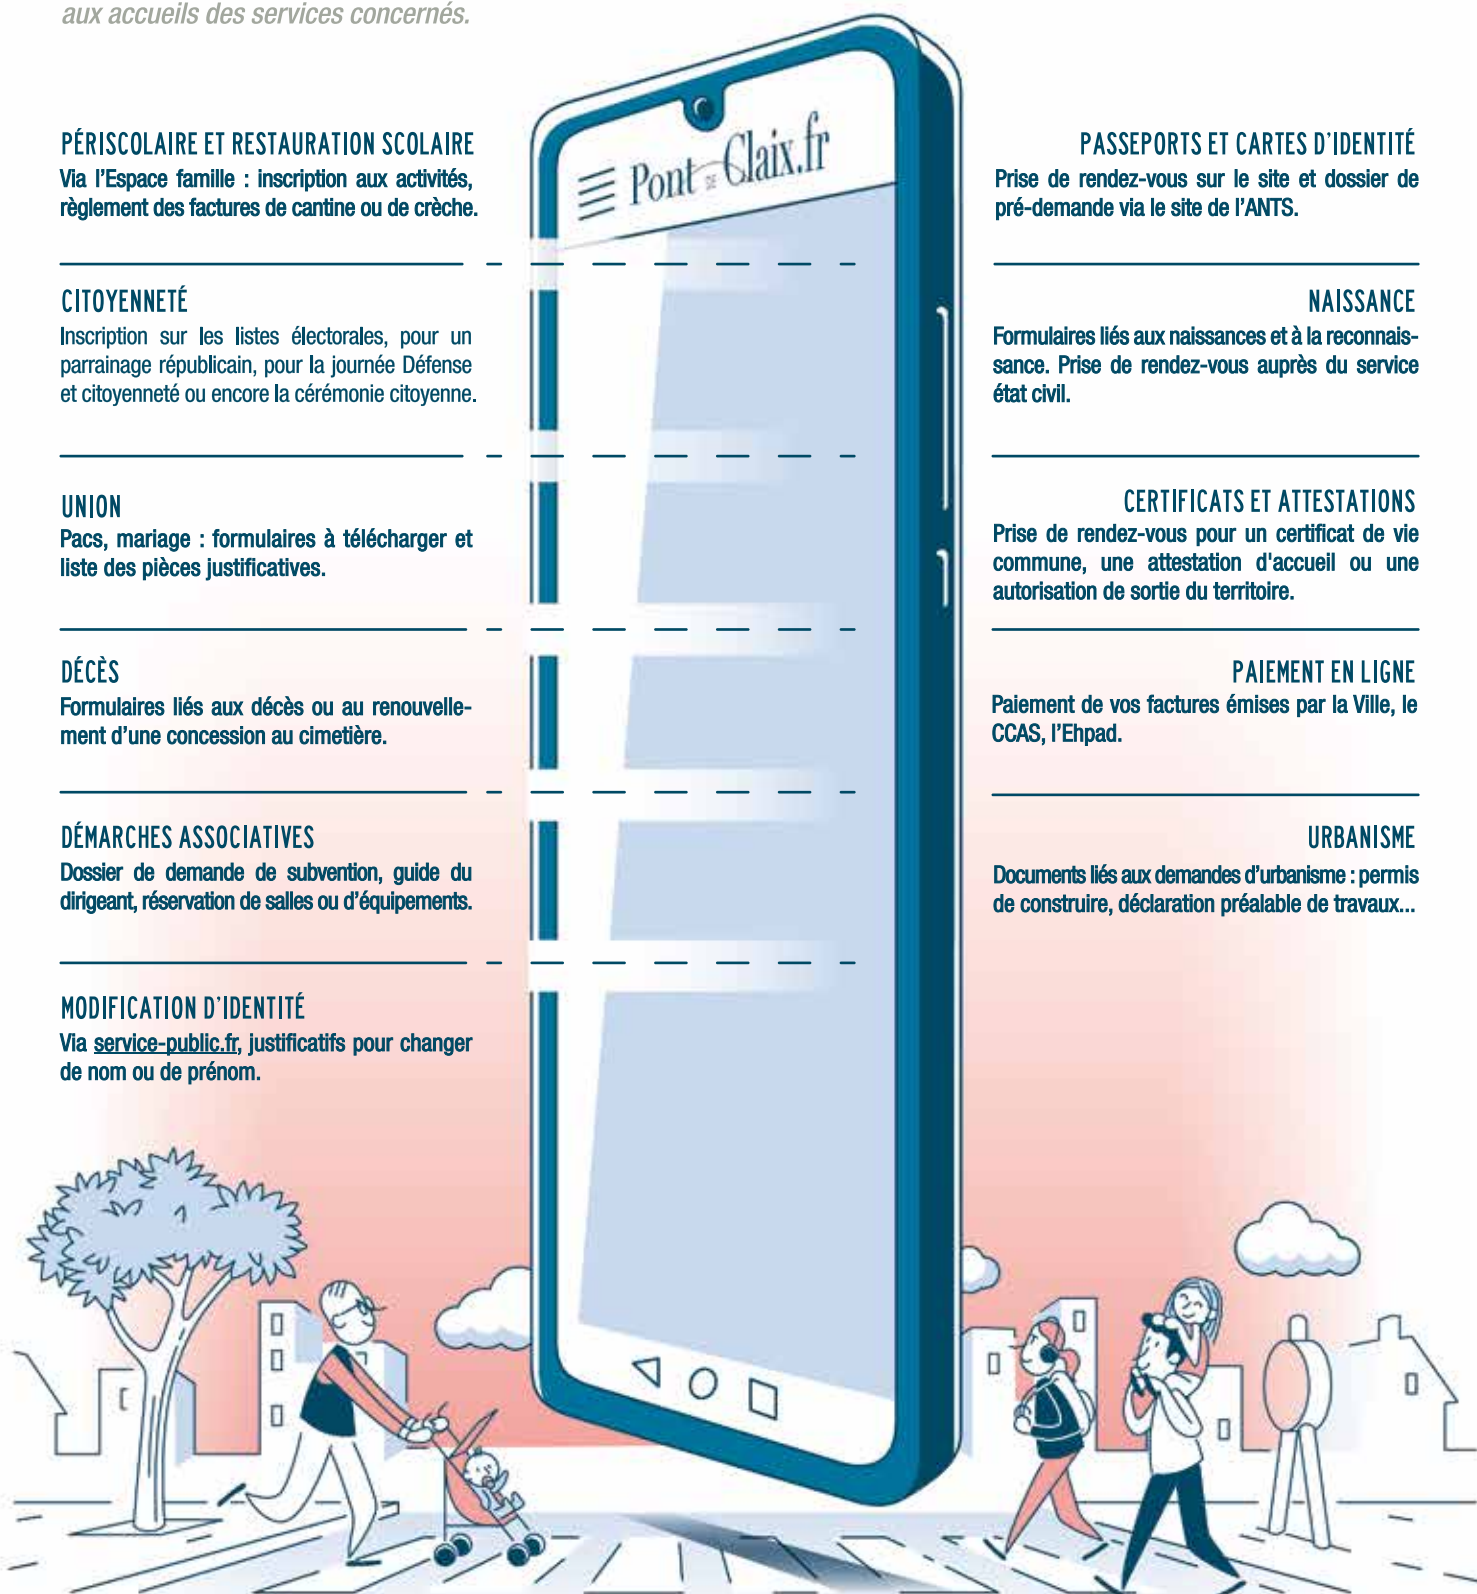 aux accueils des services concernés.
Pont DE Claix.fr
PÉRISCOLAIRE ET RESTAURATION SCOLAIRE
Via l'Espace famille : inscription aux activités,
règlement des factures de cantine ou de crèche.
CITOYENNETÉ
Inscription sur les listes électorales, pour un
parrainage républicain, pour la journée Défense
et citoyenneté ou encore la cérémonie citoyenne.
UNION
Pacs, mariage : formulaires à télécharger et
liste des pièces justificatives.
DÉCÈS
Formulaires liés aux décès ou au renouvelle-
ment d'une concession au cimetière.
DÉMARCHES ASSOCIATIVES
Dossier de demande de subvention, guide du
dirigeant, réservation de salles ou d'équipements.
MODIFICATION D'IDENTITÉ
Via service-public.fr, justificatifs pour changer
de nom ou de prénom.
PASSEPORTS ET CARTES D'IDENTITÉ
Prise de rendez-vous sur le site et dossier de
pré-demande via le site de l'ANTS.
NAISSANCE
Formulaires liés aux naissances et à la reconnais-
sance. Prise de rendez-vous auprès du service
état civil.
CERTIFICATS ET ATTESTATIONS
Prise de rendez-vous pour un certificat de vie
commune, une attestation d'accueil ou une
autorisation de sortie du territoire.
PAIEMENT EN LIGNE
Paiement de vos factures émises par la Ville, le
CCAS, l'Ehpad.
URBANISME
Documents liés aux demandes d'urbanisme : permis
de construire, déclaration préalable de travaux...